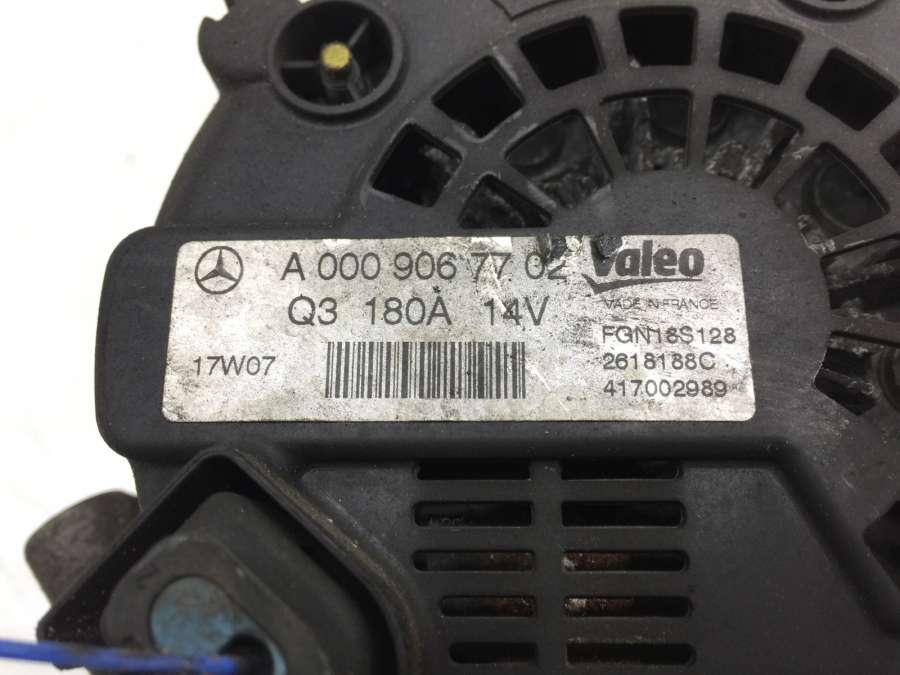 A 000 906 77 02
Valeo
MADE IN FRANCE
Q3 180A 14V
FGN18S128
17W07
2618188C
417002989